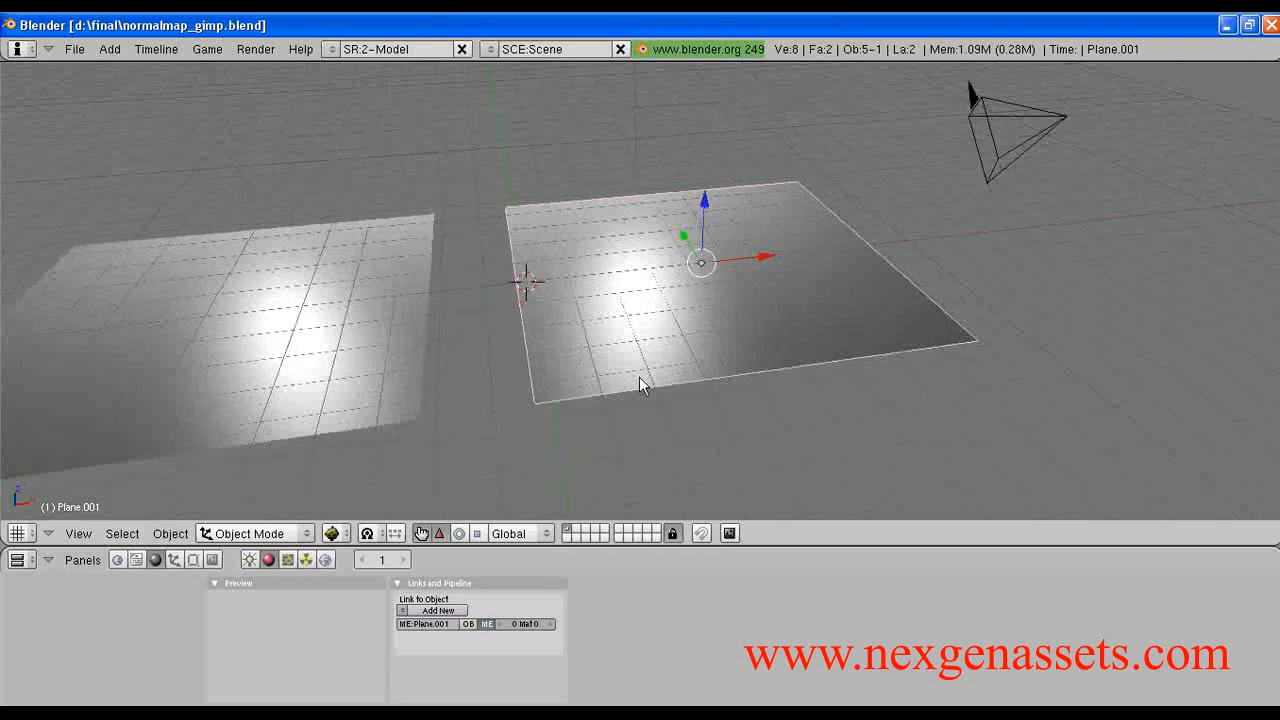 Blender [d:\final\normalmap_gimp.blend]
File Add Timeline Game Render Help SR:2-Model SCE:Scene www.blender.org 249 Ve:8 | Fa:2 | Ob:5-1 | La:2 | Mem:1.09M (0.28M) | Time: | Plane.001
(1) Plane.001
View Select Object Object Mode Global
Panels 1
Preview Links and Pipeline
Link to Object
Add New
ME:Plane.001 OB ME 0 Mat 0
www.nexgenassets.com